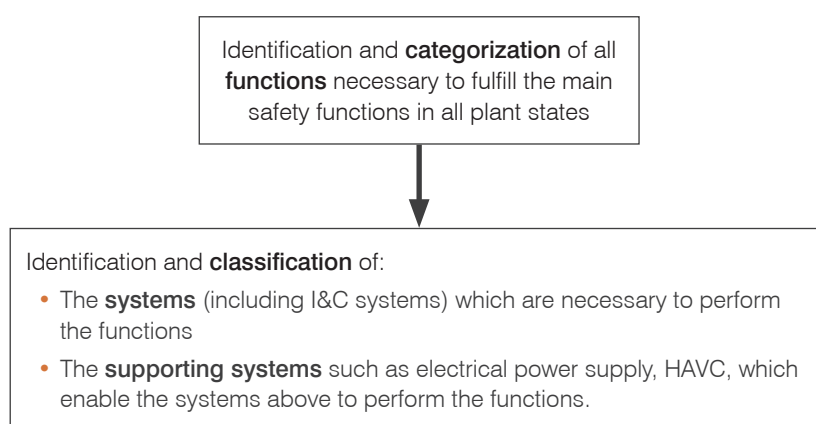 Identification and categorization of all
functions necessary to fulfill the main
safety functions in all plant states
Identification and classification of:
• The systems (including I&C systems) which are necessary to perform
the functions
• The supporting systems such as electrical power supply, HAVC, which
enable the systems above to perform the functions.